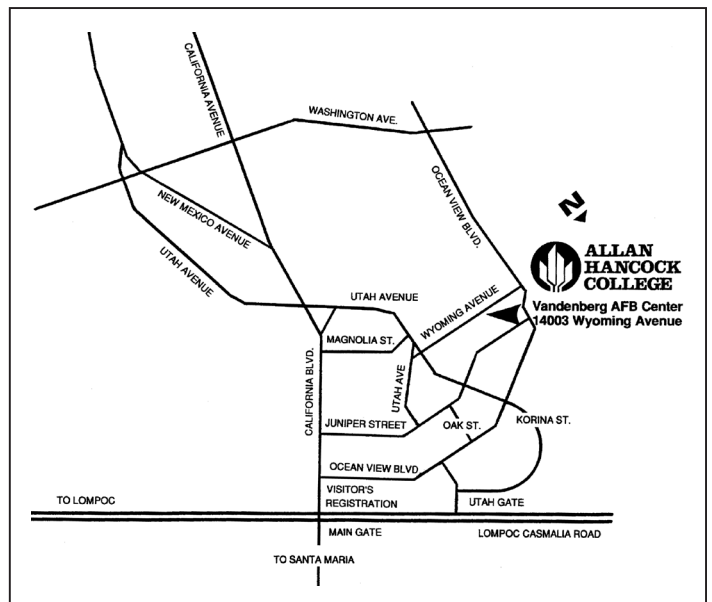 CALIFORNIA AVENUE
WASHINGTON AVE.
OCEAN VIEW BLVD.
N
NEW MEXICO AVENUE
UTAH AVENUE
ALLAN
HANCOCK
COLLEGE
Vandenberg AFB Center
14003 Wyoming Avenue
UTAH AVENUE
WYOMING AVENUE
MAGNOLIA ST.
CALIFORNIA BLVD.
UTAH AVE
JUNIPER STREET
OAK ST.
KORINA ST.
OCEAN VIEW BLVD.
VISITOR'S
REGISTRATION
UTAH GATE
TO LOMPOC
MAIN GATE
LOMPOC CASMALIA ROAD
TO SANTA MARIA